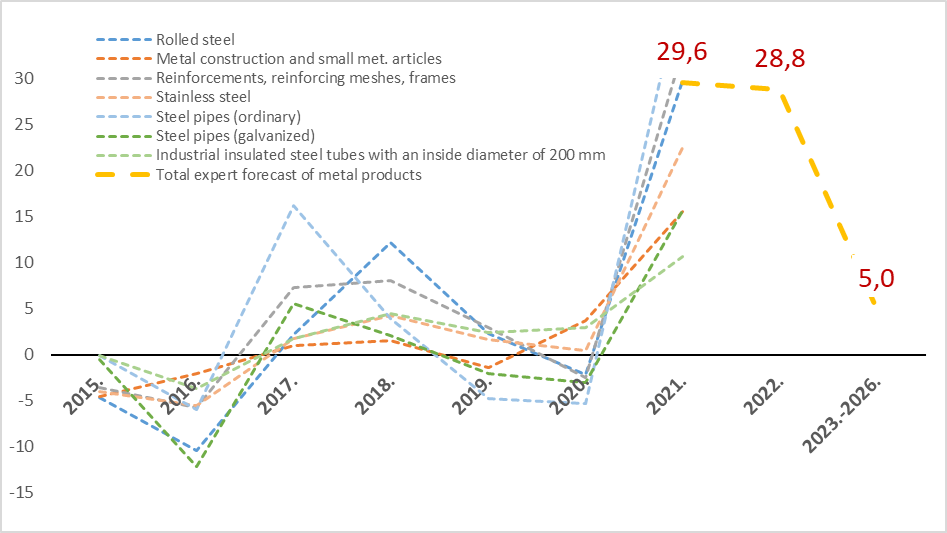 Rolled steel
Metal construction and small met. articles
Reinforcements, reinforcing meshes, frames
Stainless steel
Steel pipes (ordinary)
Steel pipes (galvanized)
Industrial insulated steel tubes with an inside diameter of 200 mm
Total expert forecast of metal products
29,6
28,8
5,0
30
25
20
15
10
5
0
-5
-10
-15
2015.
2016.
2017.
2018.
2019.
2020.
2021.
2022.
2023.-2026.